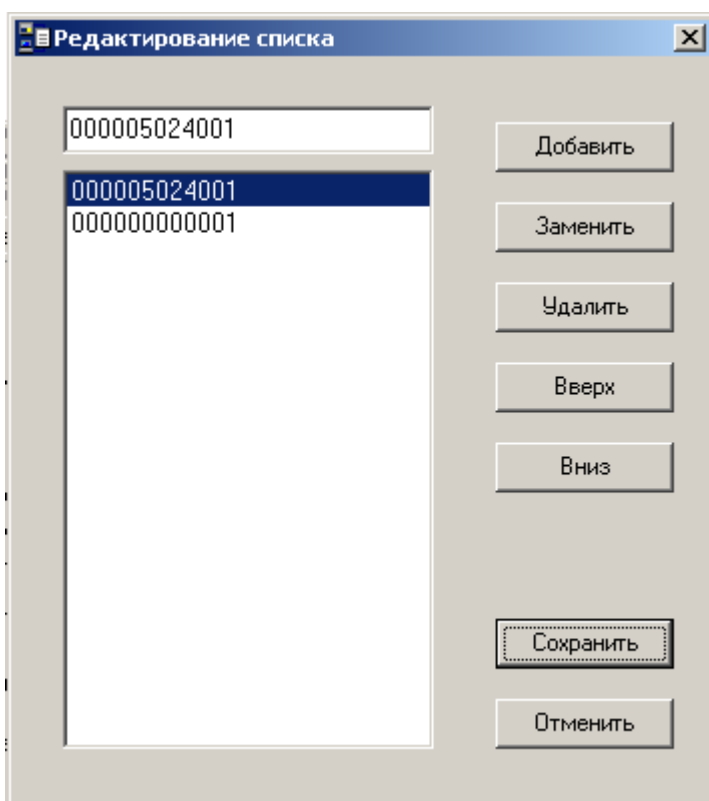 Редактирование списка
000005024001
000005024001
000000000001
Добавить
Заменить
Удалить
Вверх
Вниз
Сохранить
Отменить